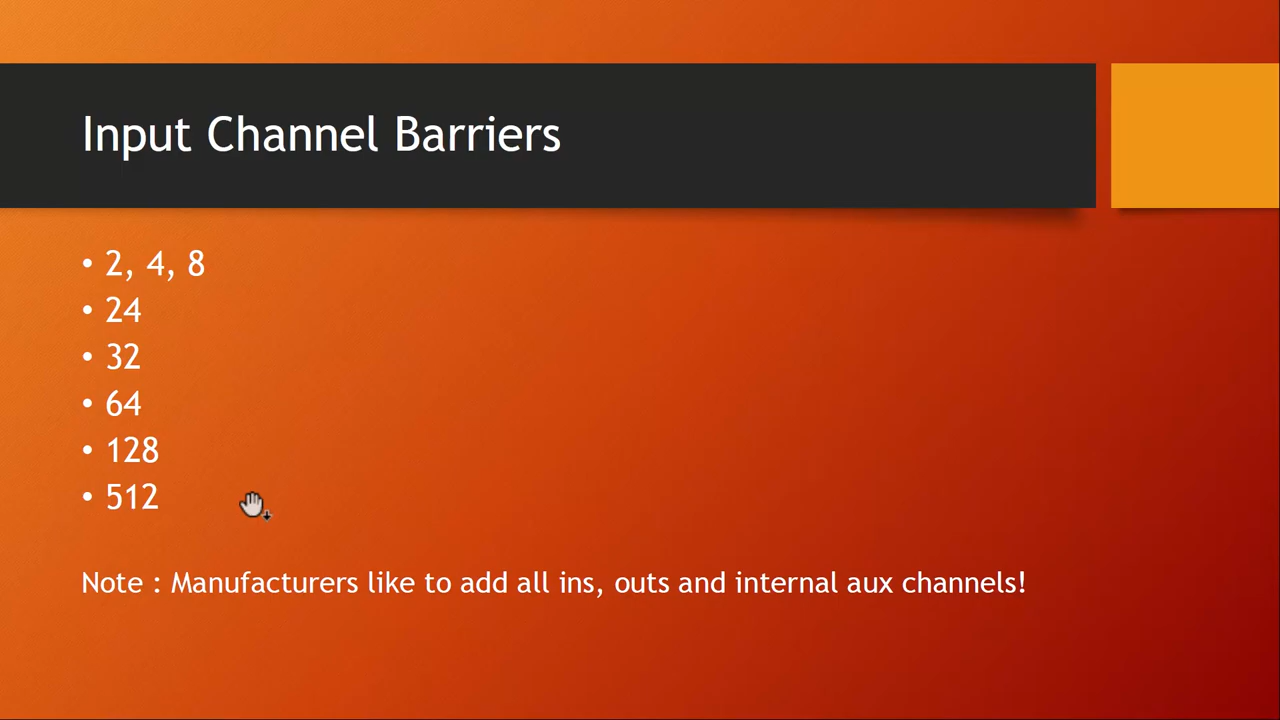 Input Channel Barriers
• 2, 4, 8
• 24
• 32
• 64
• 128
• 512
Note : Manufacturers like to add all ins, outs and internal aux channels!